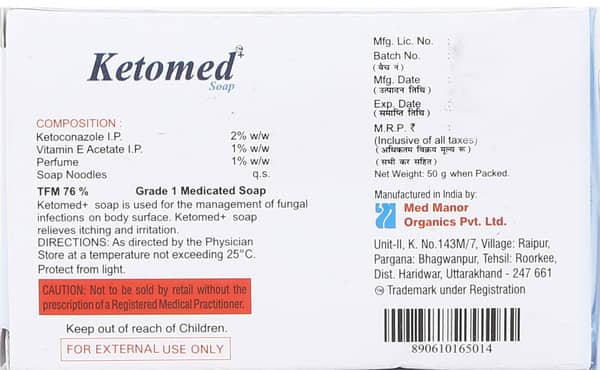 Ketomed+
Soap
COMPOSITION :
Ketoconazole I.P. 2% w/w
Vitamin E Acetate I.P. 1% w/w
Perfume 1% w/w
Soap Noodles q.s.
TFM 76 % Grade 1 Medicated Soap
Ketomed+ soap is used for the management of fungal
infections on body surface. Ketomed+ soap
relieves itching and irritation.
DIRECTIONS: As directed by the Physician
Store at a temperature not exceeding 25°C.
Protect from light.
CAUTION: Not to be sold by retail without the
prescription of a Registered Medical Practitioner.
Keep out of reach of Children.
FOR EXTERNAL USE ONLY
Mfg. Lic. No. :
Batch No. :
( बैच नं )
Mfg. Date :
( उत्पादन तिथि )
Exp. Date :
( समाप्ति तिथि )
M.R.P. ₹ :
(Inclusive of all taxes)
( अधिकतम विक्रय मूल्य रू )
( सभी कर सहित )
Net Weight: 50 g when Packed.
Manufactured in India by:
Med Manor
Organics Pvt. Ltd.
Unit-II, K. No.143M/7, Village: Raipur,
Pargana: Bhagwanpur, Tehsil: Roorkee,
Dist. Haridwar, Uttarakhand - 247 661
Trademark under Registration
890610165014